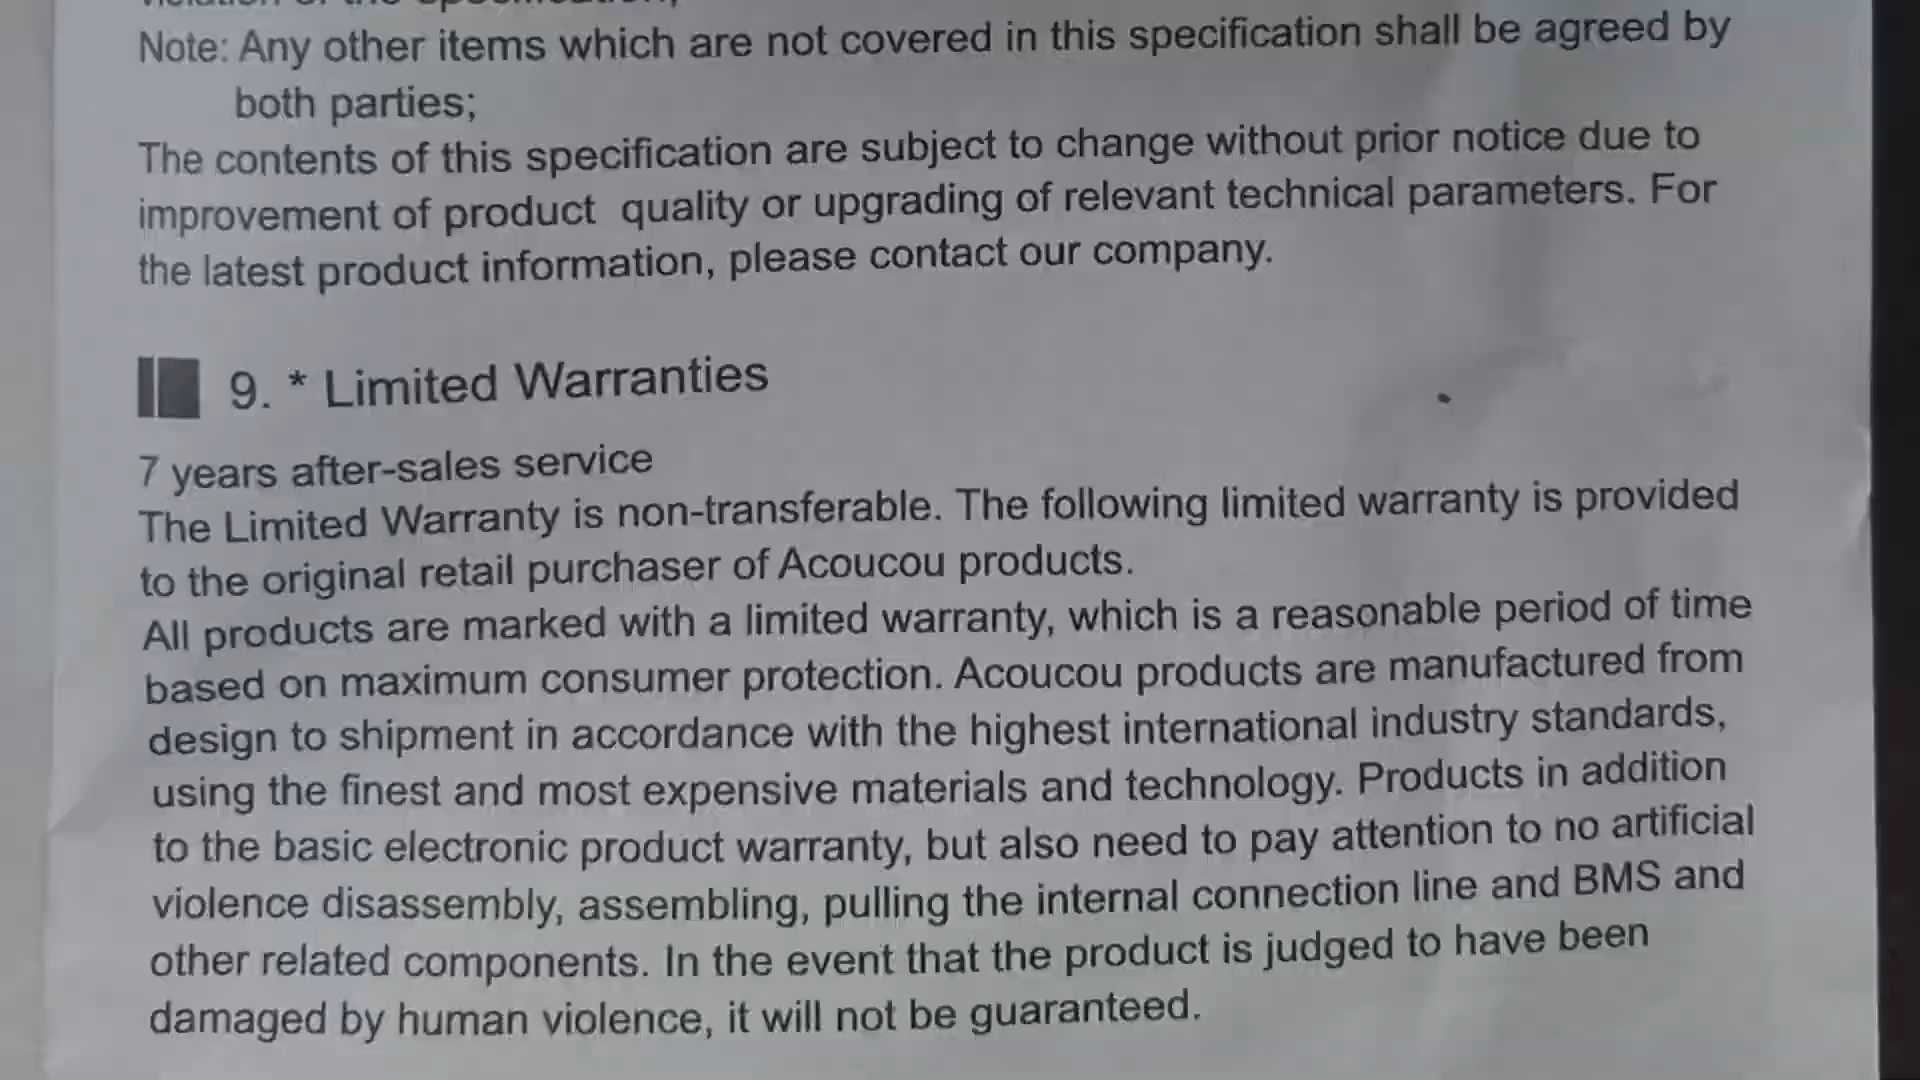 Note: Any other items which are not covered in this specification shall be agreed by
both parties;
The contents of this specification are subject to change without prior notice due to
improvement of product quality or upgrading of relevant technical parameters. For
the latest product information, please contact our company.
9. * Limited Warranties
7 years after-sales service
The Limited Warranty is non-transferable. The following limited warranty is provided
to the original retail purchaser of Acoucou products.
All products are marked with a limited warranty, which is a reasonable period of time
based on maximum consumer protection. Acoucou products are manufactured from
design to shipment in accordance with the highest international industry standards,
using the finest and most expensive materials and technology. Products in addition
to the basic electronic product warranty, but also need to pay attention to no artificial
violence disassembly, assembling, pulling the internal connection line and BMS and
other related components. In the event that the product is judged to have been
damaged by human violence, it will not be guaranteed.